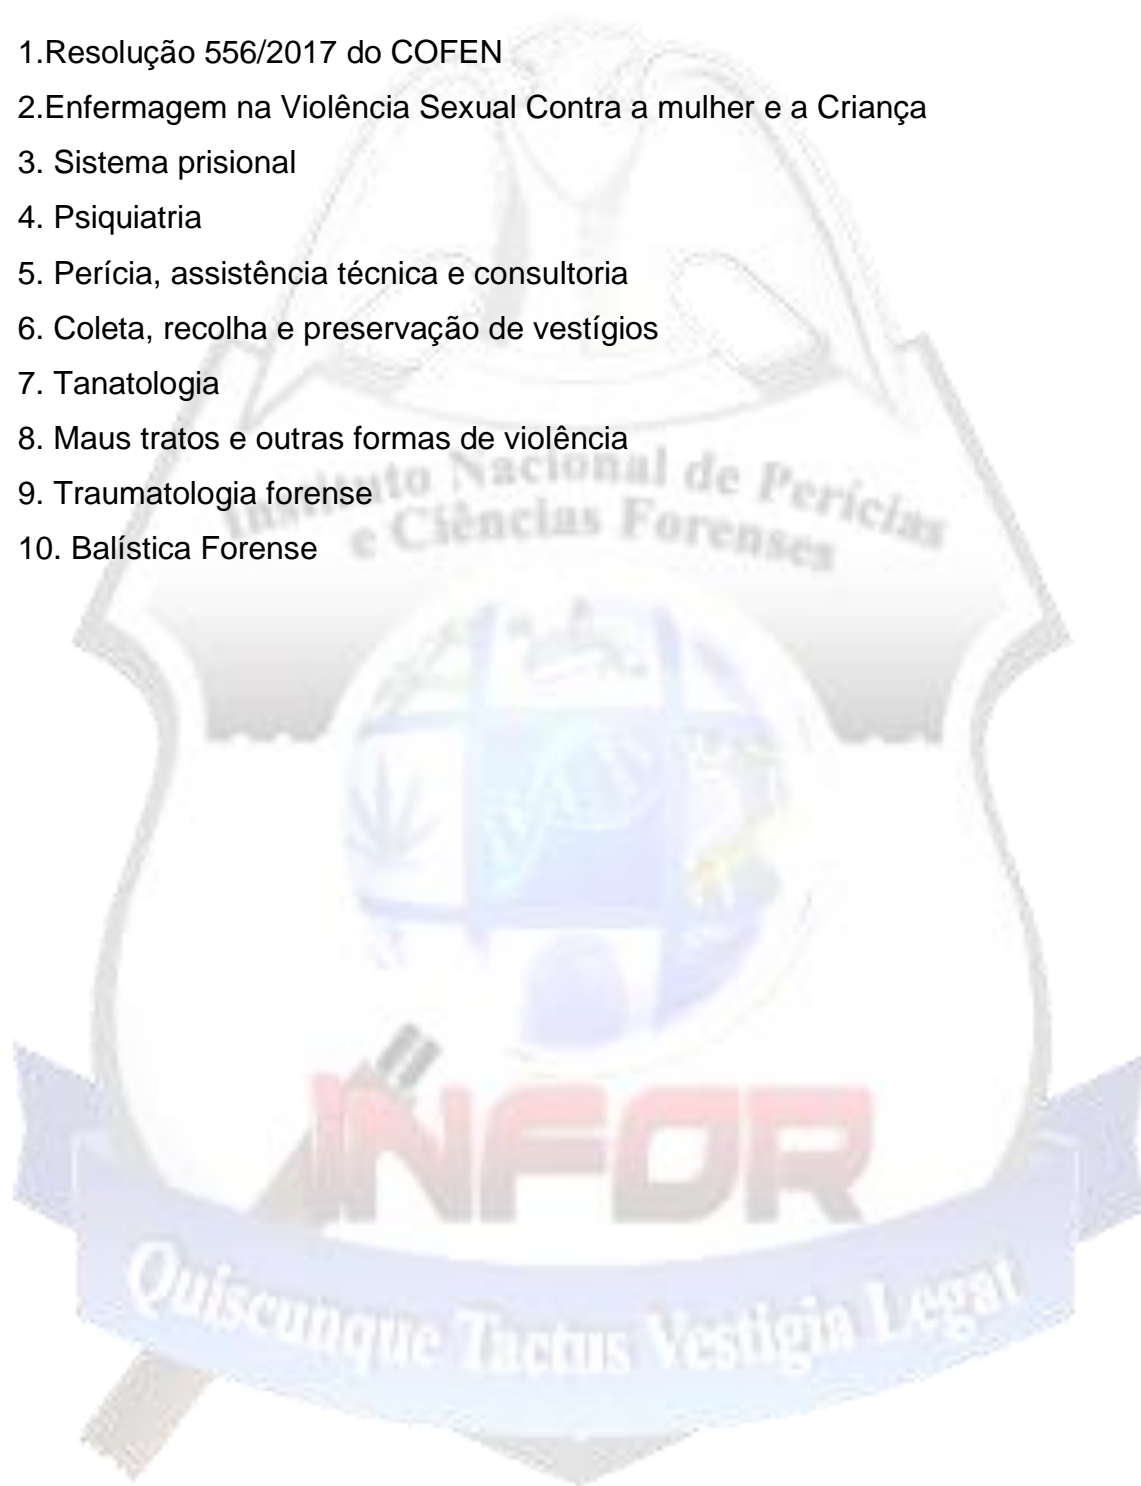 1.Resolução 556/2017 do COFEN
2.Enfermagem na Violência Sexual Contra a mulher e a Criança
3. Sistema prisional
4. Psiquiatria
5. Perícia, assistência técnica e consultoria
6. Coleta, recolha e preservação de vestígios
7. Tanatologia
8. Maus tratos e outras formas de violência
9. Traumatologia forense
10. Balística Forense
Instituto Nacional de Perícias
e Ciências Forenses
INFOR
Quiscunque Tactus Vestigia Legat